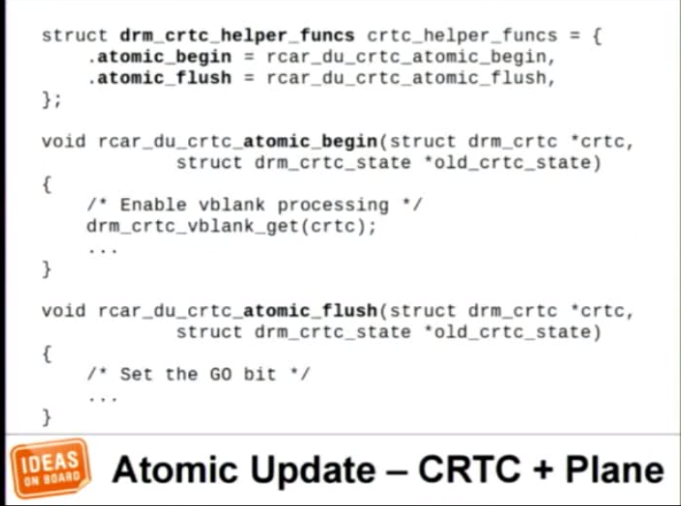 struct drm_crtc_helper_funcs crtc_helper_funcs = {
    .atomic_begin = rcar_du_crtc_atomic_begin,
    .atomic_flush = rcar_du_crtc_atomic_flush,
};
void rcar_du_crtc_atomic_begin(struct drm_crtc *crtc,
            struct drm_crtc_state *old_crtc_state)
{
    /* Enable vblank processing */
    drm_crtc_vblank_get(crtc);
    ...
}
void rcar_du_crtc_atomic_flush(struct drm_crtc *crtc,
            struct drm_crtc_state *old_crtc_state)
{
    /* Set the GO bit */
    ...
}
IDEAS
ON BOARD
Atomic Update – CRTC + Plane